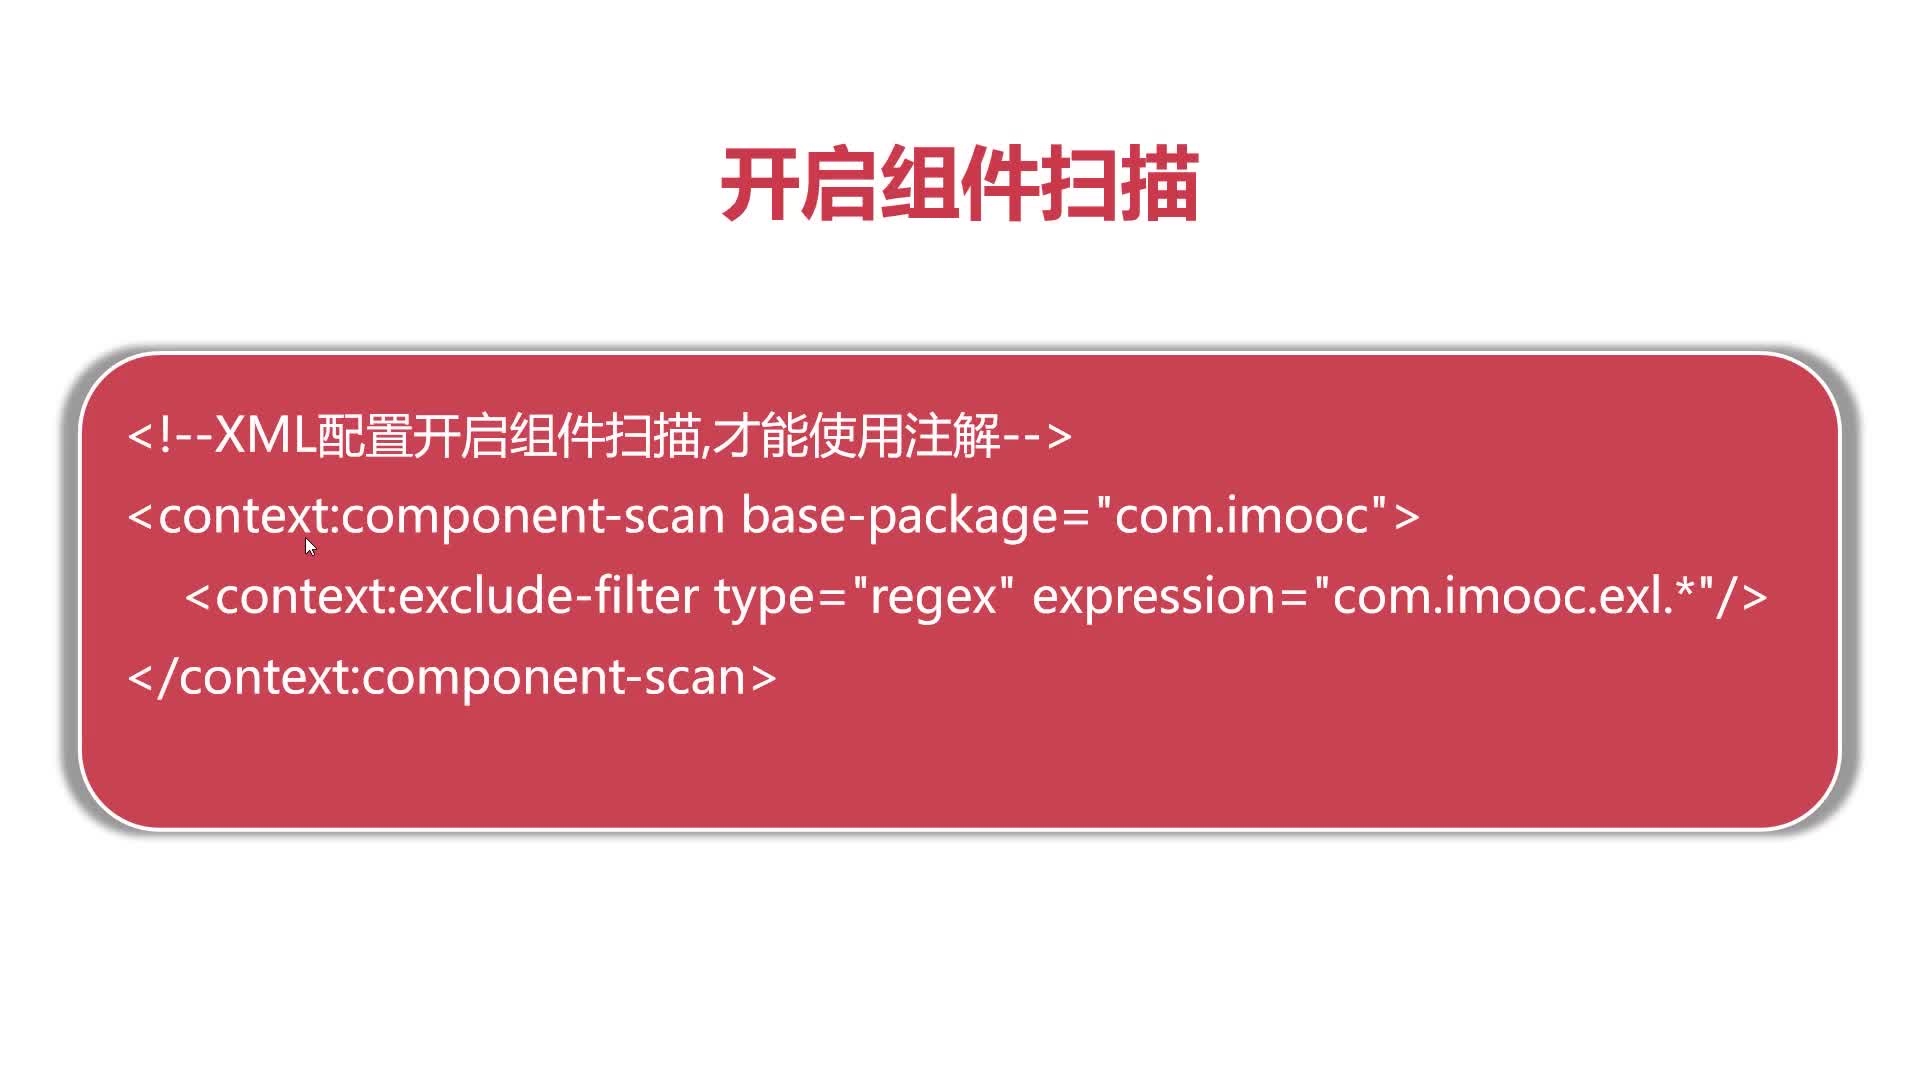 开启组件扫描
<!--XML配置开启组件扫描,才能使用注解-->
<context:component-scan base-package="com.imooc">
<context:exclude-filter type="regex" expression="com.imooc.exl.*"/>
</context:component-scan>